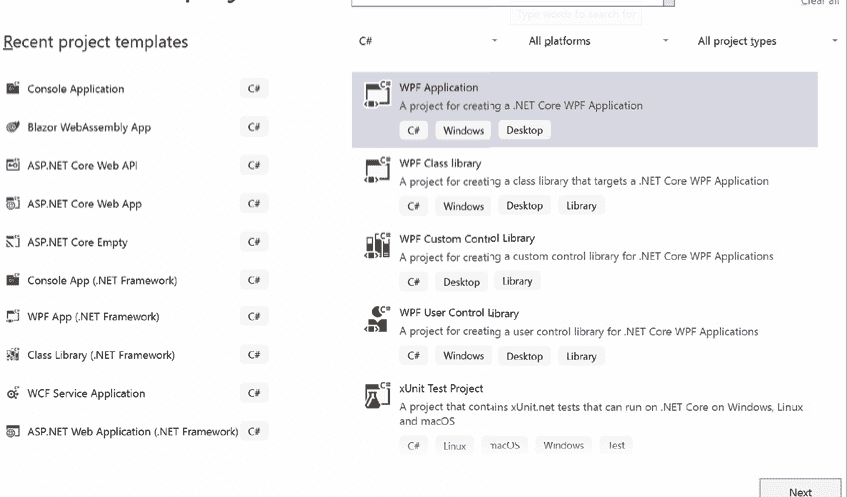 Clear all
Type words to search for
Recent project templates
C#
All platforms
All project types
Console Application C#
Blazor WebAssembly App C#
ASP.NET Core Web API C#
ASP.NET Core Web App C#
ASP.NET Core Empty C#
Console App (.NET Framework) C#
WPF App (.NET Framework) C#
Class Library (.NET Framework) C#
WCF Service Application C#
ASP.NET Web Application (.NET Framework) C#
WPF Application
A project for creating a .NET Core WPF Application
C# Windows Desktop
WPF Class library
A project for creating a class library that targets a .NET Core WPF Application
C# Windows Desktop Library
WPF Custom Control Library
A project for creating a custom control library for .NET Core WPF Applications
C# Desktop Library
WPF User Control Library
A project for creating a user control library for .NET Core WPF Applications
C# Windows Desktop Library
xUnit Test Project
A project that contains xUnit.net tests that can run on .NET Core on Windows, Linux
and macOS
C# Linux macOS Windows Test
Next